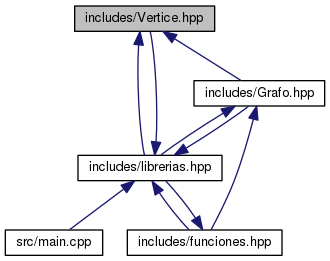 includes/Vertice.hpp
includes/Grafo.hpp
includes/librerias.hpp
src/main.cpp
includes/funciones.hpp